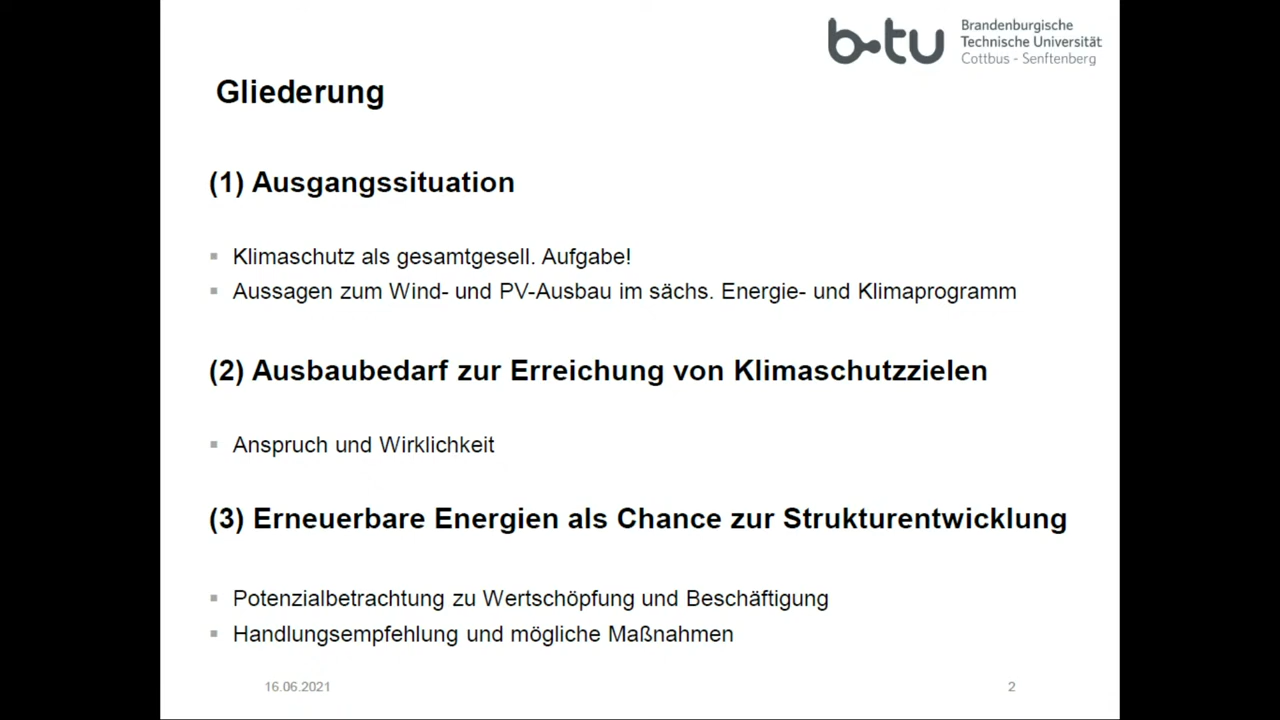 b-tu
Brandenburgische
Technische Universität
Cottbus - Senftenberg
Gliederung
(1) Ausgangssituation
Klimaschutz als gesamtgesell. Aufgabe!
Aussagen zum Wind- und PV-Ausbau im sächs. Energie- und Klimaprogramm
(2) Ausbaubedarf zur Erreichung von Klimaschutzzielen
Anspruch und Wirklichkeit
(3) Erneuerbare Energien als Chance zur Strukturentwicklung
Potenzialbetrachtung zu Wertschöpfung und Beschäftigung
Handlungsempfehlung und mögliche Maßnahmen
16.06.2021
2